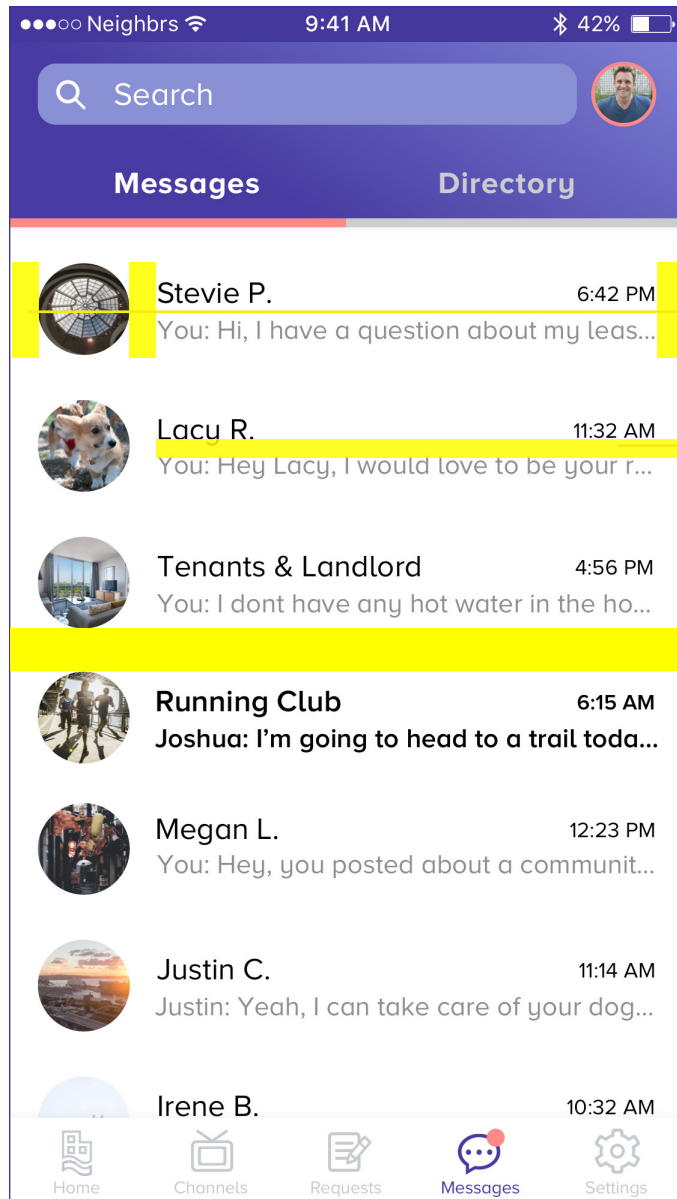 Neighbrs 9:41 AM 42%
Search
Messages Directory
Stevie P. 6:42 PM
You: Hi, I have a question about my leas...
Lacy R. 11:32 AM
You: Hey Lacy, I would love to be your r...
Tenants & Landlord 4:56 PM
You: I dont have any hot water in the ho...
Running Club 6:15 AM
Joshua: I’m going to head to a trail toda...
Megan L. 12:23 PM
You: Hey, you posted about a communit...
Justin C. 11:14 AM
Justin: Yeah, I can take care of your dog...
Irene B. 10:32 AM
Home Channels Requests Messages Settings